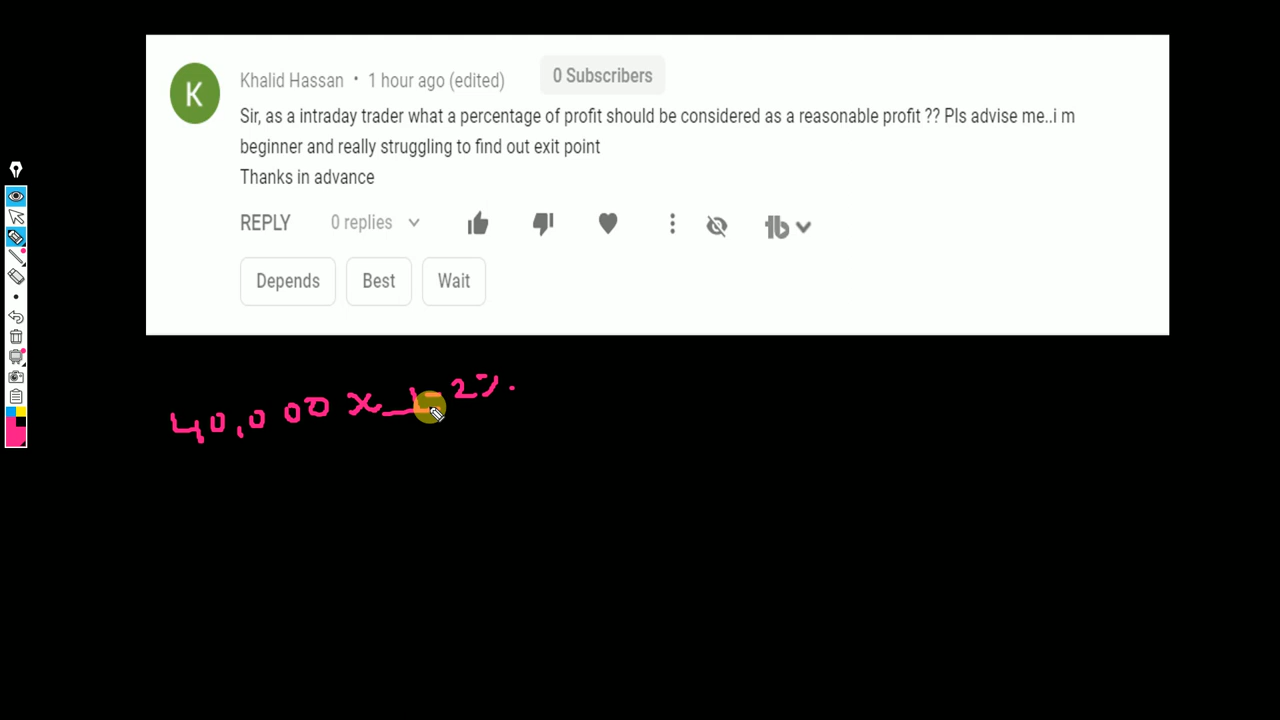 K
Khalid Hassan • 1 hour ago (edited)
0 Subscribers
Sir, as a intraday trader what a percentage of profit should be considered as a reasonable profit ?? Pls advise me..i m
beginner and really struggling to find out exit point
Thanks in advance
REPLY 0 replies
Depends Best Wait
40,000 x 1-2%.